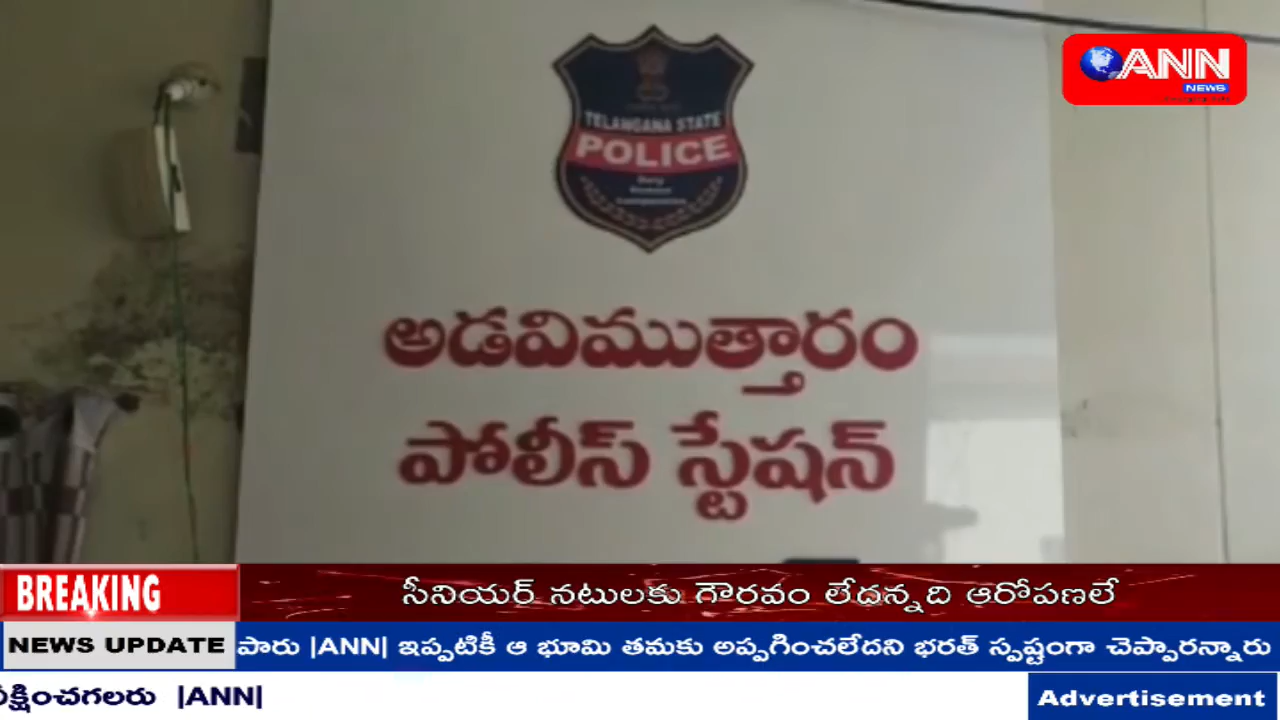 ANN
NEWS
TELANGANA STATE
POLICE
అడవిముత్తారం
పోలీస్ స్టేషన్
BREAKING
సీనియర్ నటులకు గౌరవం లేదన్నది ఆరోపణలే
NEWS UPDATE
పారు |ANN| ఇప్పటికీ ఆ భూమి తమకు అప్పగించలేదని భరత్ స్పష్టంగా చెప్పారన్నారు
క్షించగలరు |ANN|
Advertisement